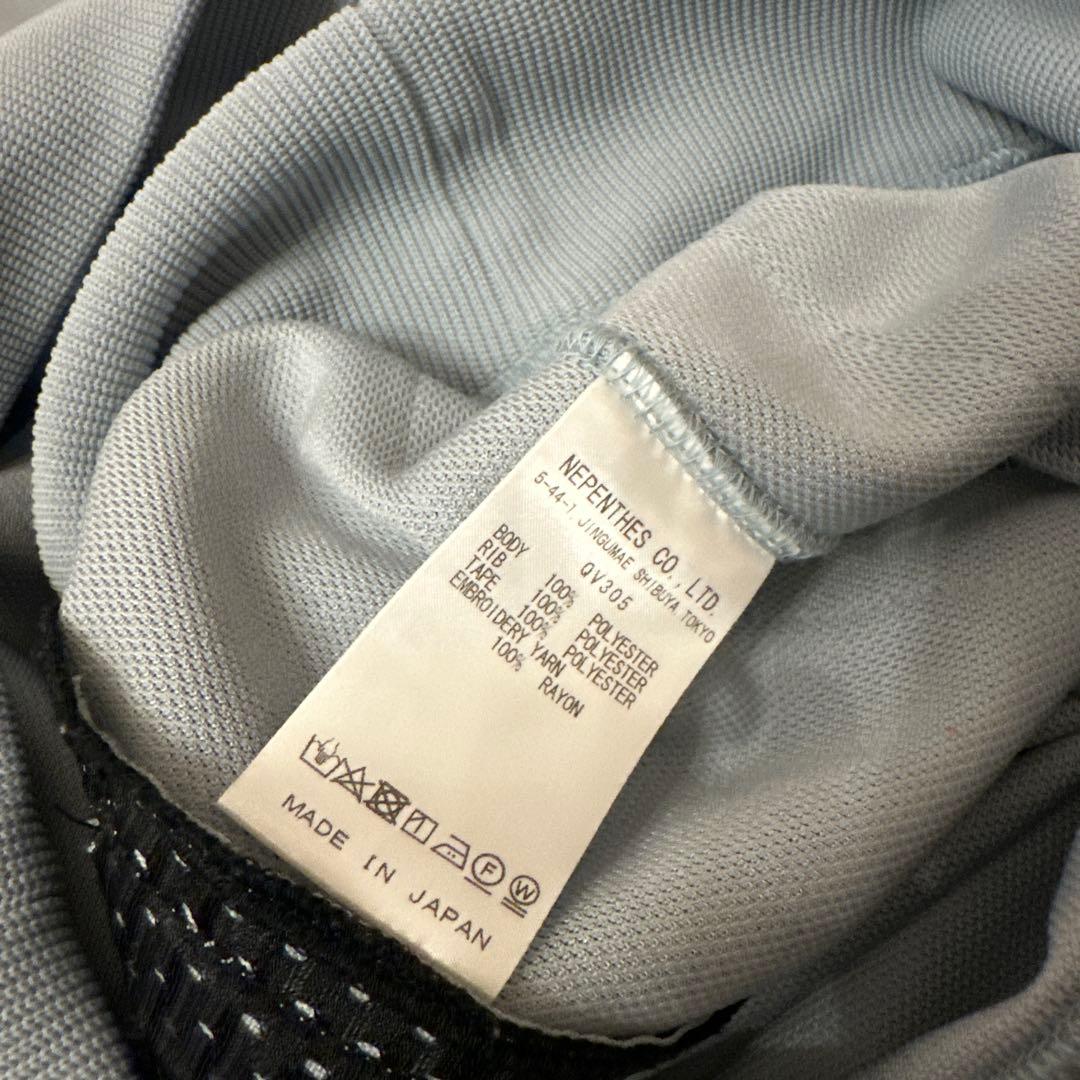 NEPENTHES CO.,LTD.
5-44-1, JINGUMAE SHIBUYA TOKYO
QV305
BODY 100% POLYESTER
RIB 100% POLYESTER
TAPE 100% POLYESTER
EMBROIDERY YARN
100% RAYON
F W
MADE IN JAPAN